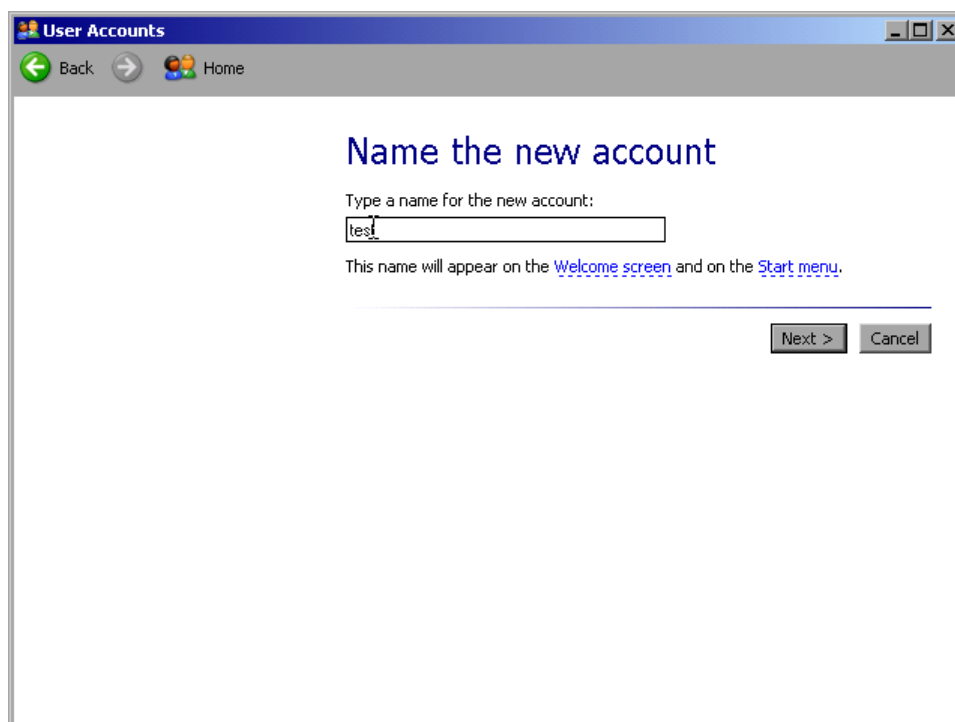 User Accounts
Back Home
Name the new account
Type a name for the new account:
This name will appear on the Welcome screen and on the Start menu.
Next > Cancel